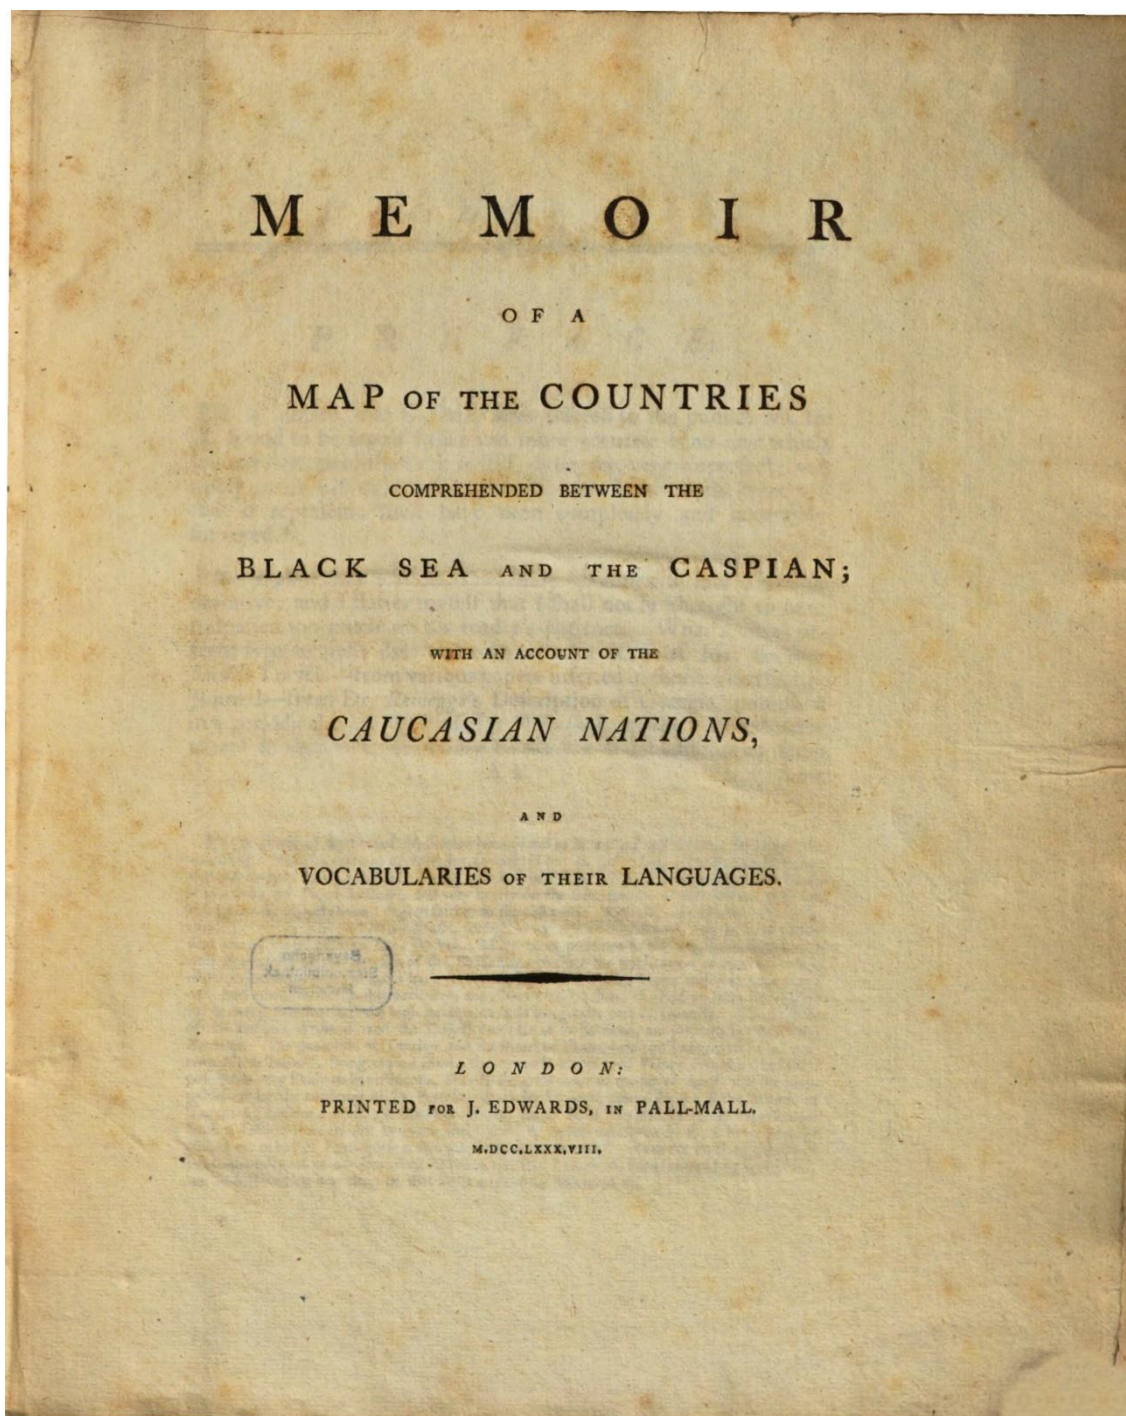 MEMOIR
OF A
MAP OF THE COUNTRIES
COMPREHENDED BETWEEN THE
BLACK SEA AND THE CASPIAN;
WITH AN ACCOUNT OF THE
CAUCASIAN NATIONS,
AND
VOCABULARIES OF THEIR LANGUAGES.
LONDON:
PRINTED FOR J. EDWARDS, IN PALL-MALL.
M.DCC.LXXX.VIII.